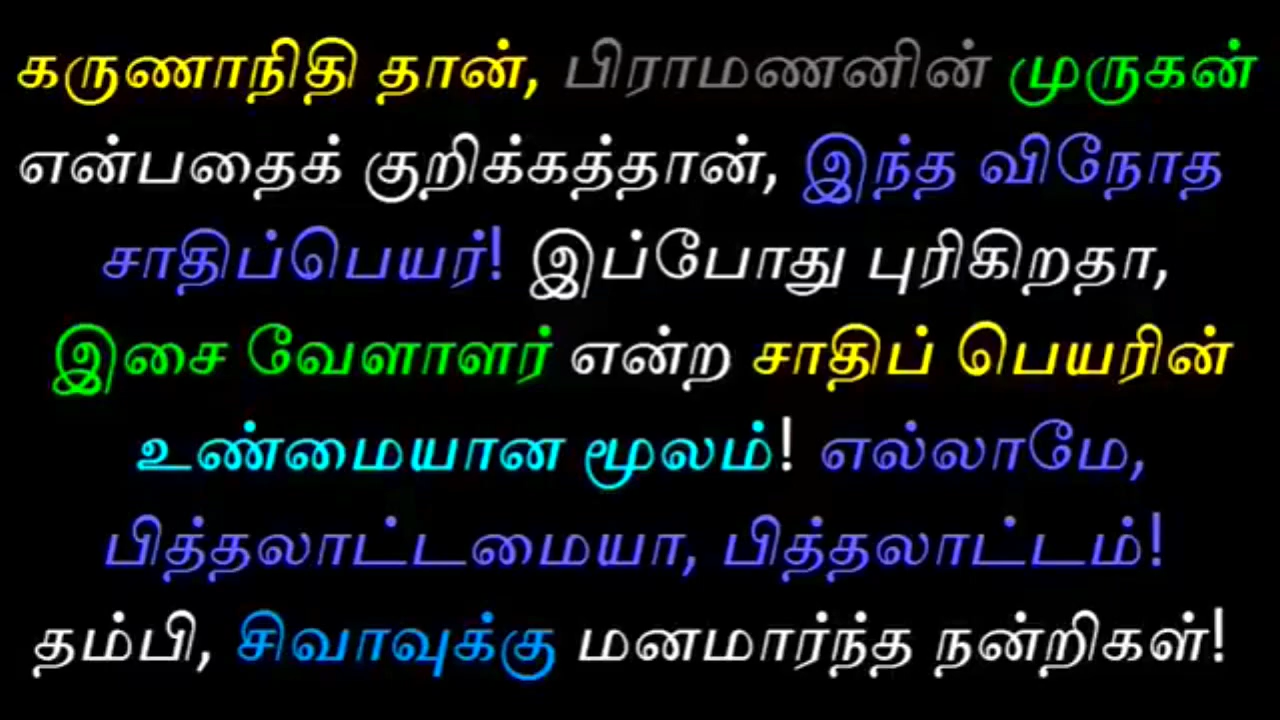 கருணாநிதி தான், பிராமணனின் முருகன்
என்பதைக் குறிக்கத்தான், இந்த விநோத
சாதிப்பெயர்! இப்போது புரிகிறதா,
இசை வேளாளர் என்ற சாதிப் பெயரின்
உண்மையான மூலம்! எல்லாமே,
பித்தலாட்டமையா, பித்தலாட்டம்!
தம்பி, சிவாவுக்கு மனமார்ந்த நன்றிகள்!